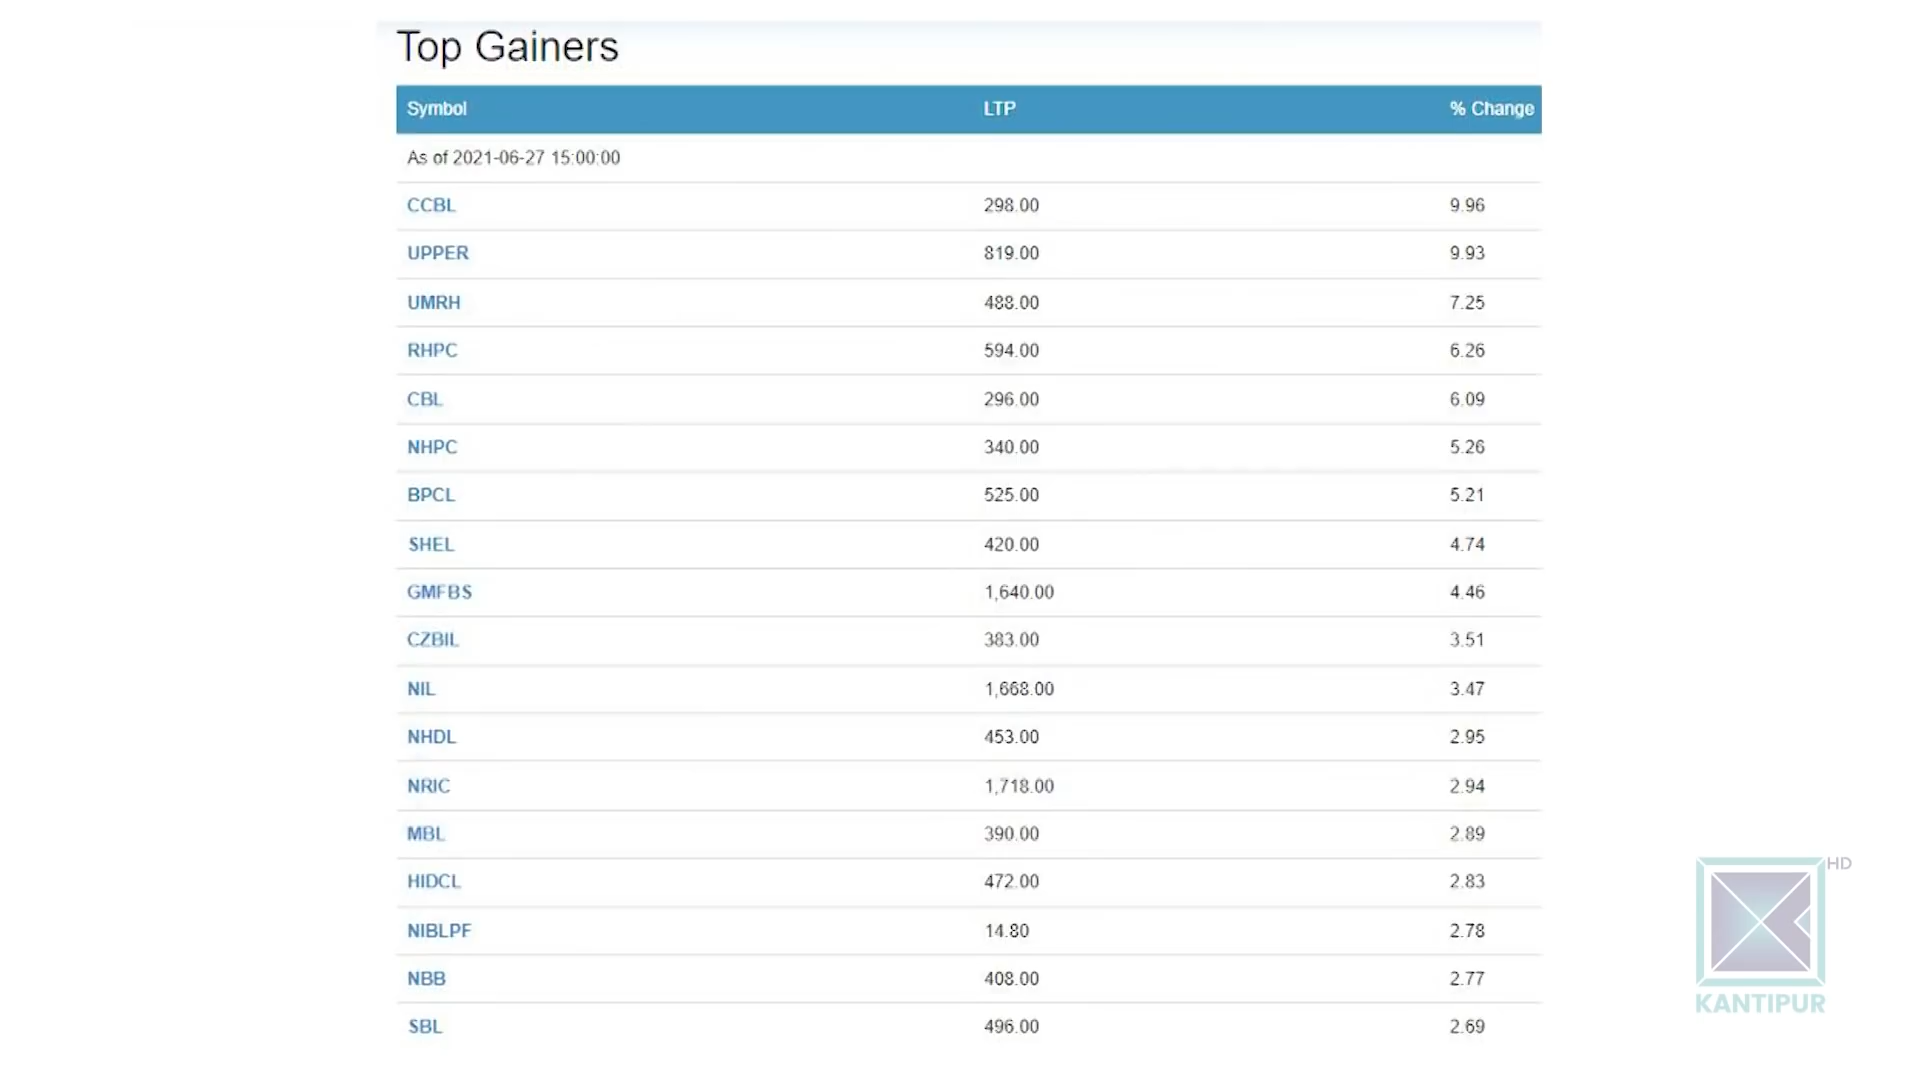 Top Gainers
Symbol LTP % Change
As of 2021-06-27 15:00:00
CCBL 298.00 9.96
UPPER 819.00 9.93
UMRH 488.00 7.25
RHPC 594.00 6.26
CBL 296.00 6.09
NHPC 340.00 5.26
BPCL 525.00 5.21
SHEL 420.00 4.74
GMFBS 1,640.00 4.46
CZBIL 383.00 3.51
NIL 1,668.00 3.47
NHDL 453.00 2.95
NRIC 1,718.00 2.94
MBL 390.00 2.89
HIDCL 472.00 2.83
NIBLPF 14.80 2.78
NBB 408.00 2.77
SBL 496.00 2.69
HD
KANTIPUR